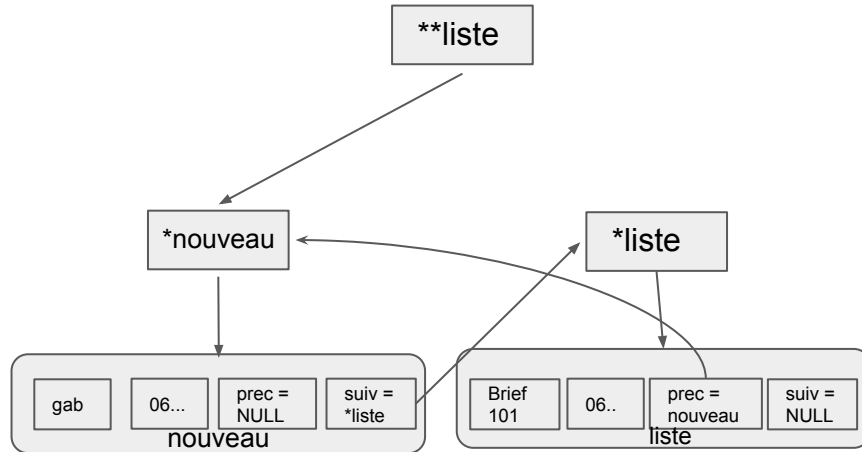 **liste
*nouveau
*liste
gab
06...
prec =
NULL
suiv =
*liste
nouveau
Brief
101
06..
prec =
nouveau
suiv =
NULL
liste